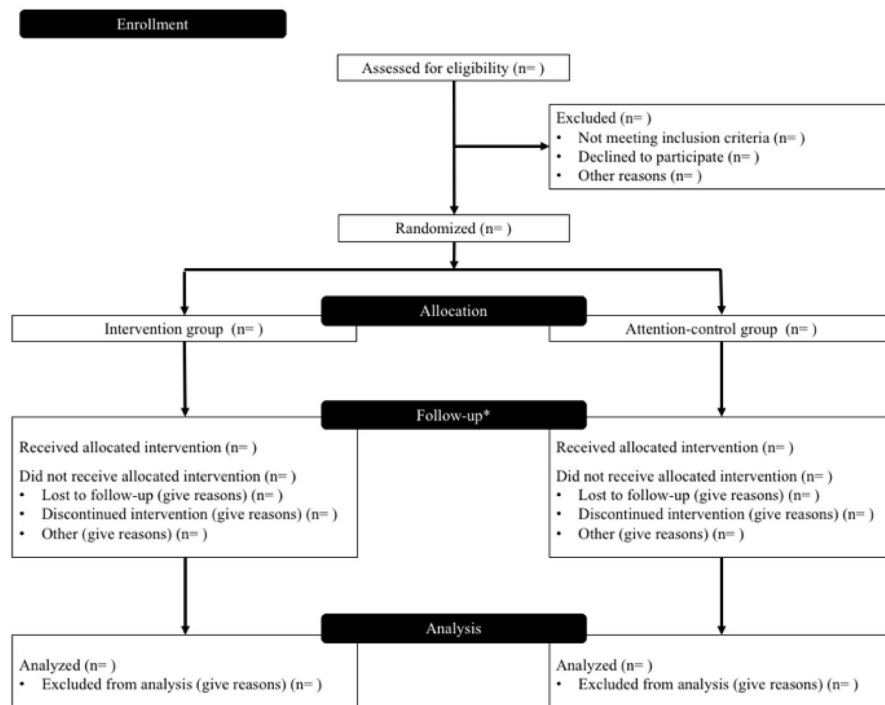 Enrollment
Assessed for eligibility (n= )
Excluded (n= )
• Not meeting inclusion criteria (n= )
• Declined to participate (n= )
• Other reasons (n= )
Randomized (n= )
Allocation
Intervention group (n= )
Attention-control group (n= )
Follow-up*
Received allocated intervention (n= )
Did not receive allocated intervention (n= )
• Lost to follow-up (give reasons) (n= )
• Discontinued intervention (give reasons) (n= )
• Other (give reasons) (n= )
Received allocated intervention (n= )
Did not receive allocated intervention (n= )
• Lost to follow-up (give reasons) (n= )
• Discontinued intervention (give reasons) (n= )
• Other (give reasons) (n= )
Analysis
Analyzed (n= )
• Excluded from analysis (give reasons) (n= )
Analyzed (n= )
• Excluded from analysis (give reasons) (n= )